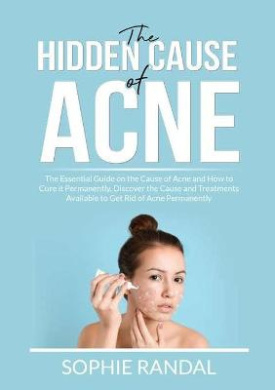 The
HIDDEN CAUSE
of
ACNE
The Essential Guide on the Cause of Acne and How to
Cure it Permanently, Discover the Cause and Treatments
Available to Get Rid of Acne Permanently
SOPHIE RANDAL